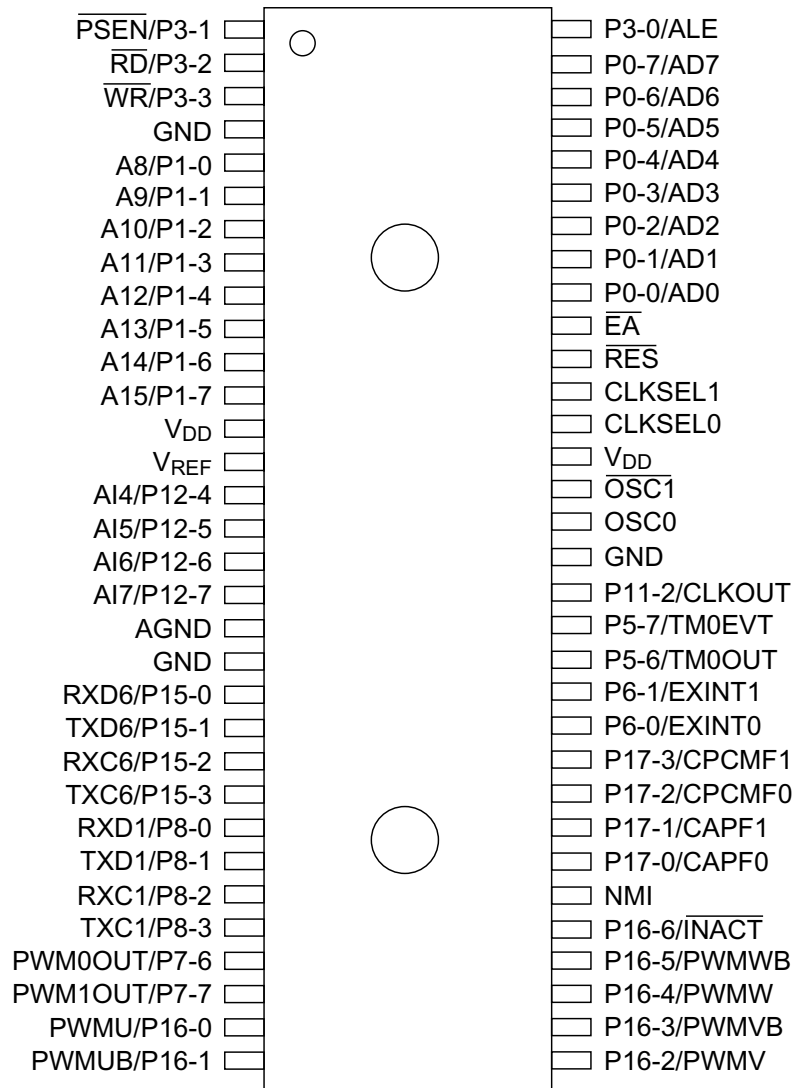 PSEN/P3-1
RD/P3-2
WR/P3-3
GND
A8/P1-0
A9/P1-1
A10/P1-2
A11/P1-3
A12/P1-4
A13/P1-5
A14/P1-6
A15/P1-7
VDD
VREF
AI4/P12-4
AI5/P12-5
AI6/P12-6
AI7/P12-7
AGND
GND
RXD6/P15-0
TXD6/P15-1
RXC6/P15-2
TXC6/P15-3
RXD1/P8-0
TXD1/P8-1
RXC1/P8-2
TXC1/P8-3
PWM0OUT/P7-6
PWM1OUT/P7-7
PWMU/P16-0
PWMUB/P16-1
P3-0/ALE
P0-7/AD7
P0-6/AD6
P0-5/AD5
P0-4/AD4
P0-3/AD3
P0-2/AD2
P0-1/AD1
P0-0/AD0
EA
RES
CLKSEL1
CLKSEL0
VDD
OSC1
OSC0
GND
P11-2/CLKOUT
P5-7/TM0EVT
P5-6/TM0OUT
P6-1/EXINT1
P6-0/EXINT0
P17-3/CPCMF1
P17-2/CPCMF0
P17-1/CAPF1
P17-0/CAPF0
NMI
P16-6/INACT
P16-5/PWMWB
P16-4/PWMW
P16-3/PWMVB
P16-2/PWMV